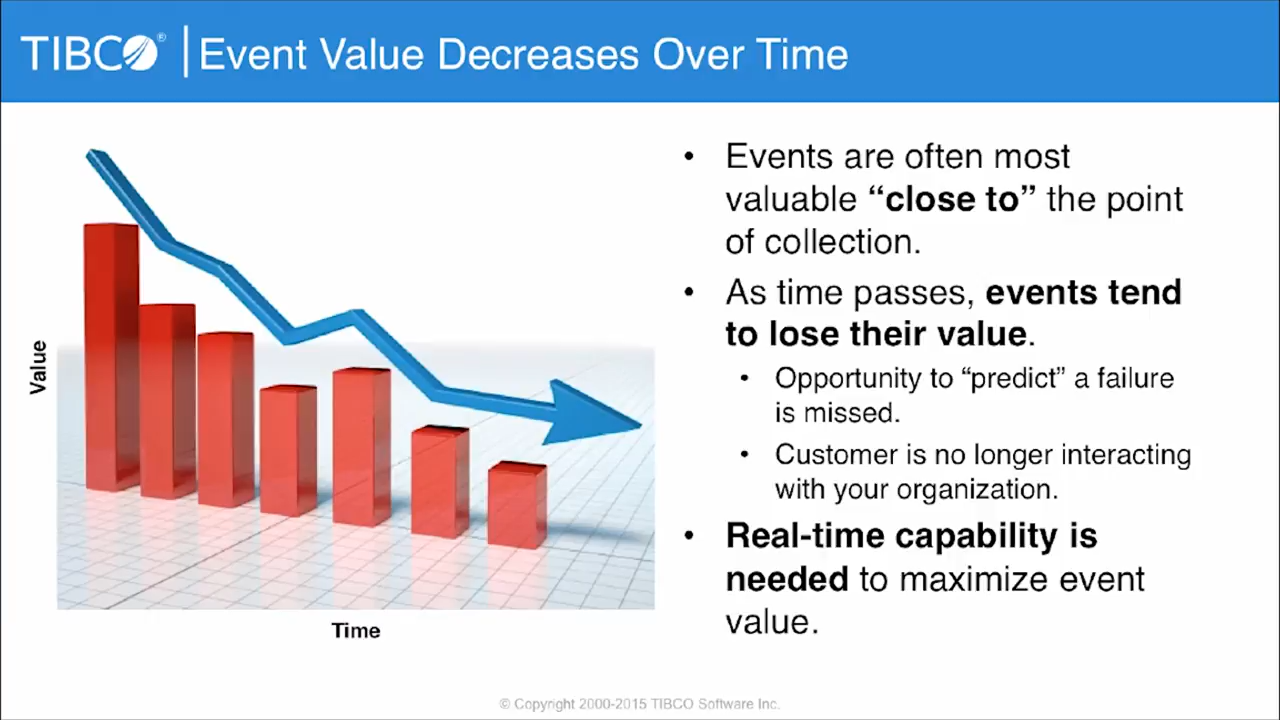 TIBCO® | Event Value Decreases Over Time
• Events are often most
valuable “close to” the point
of collection.
• As time passes, events tend
to lose their value.
• Opportunity to “predict” a failure
is missed.
• Customer is no longer interacting
with your organization.
• Real-time capability is
needed to maximize event
value.
Value
Time
© Copyright 2000-2015 TIBCO Software Inc.